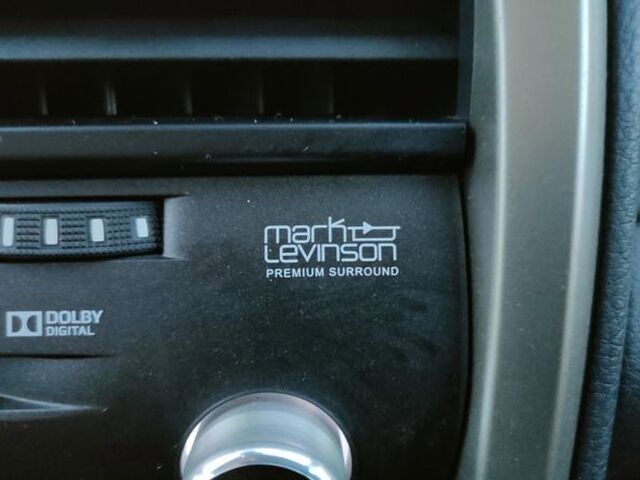 mark
Levinson
PREMIUM SURROUND
DOLBY
DIGITAL